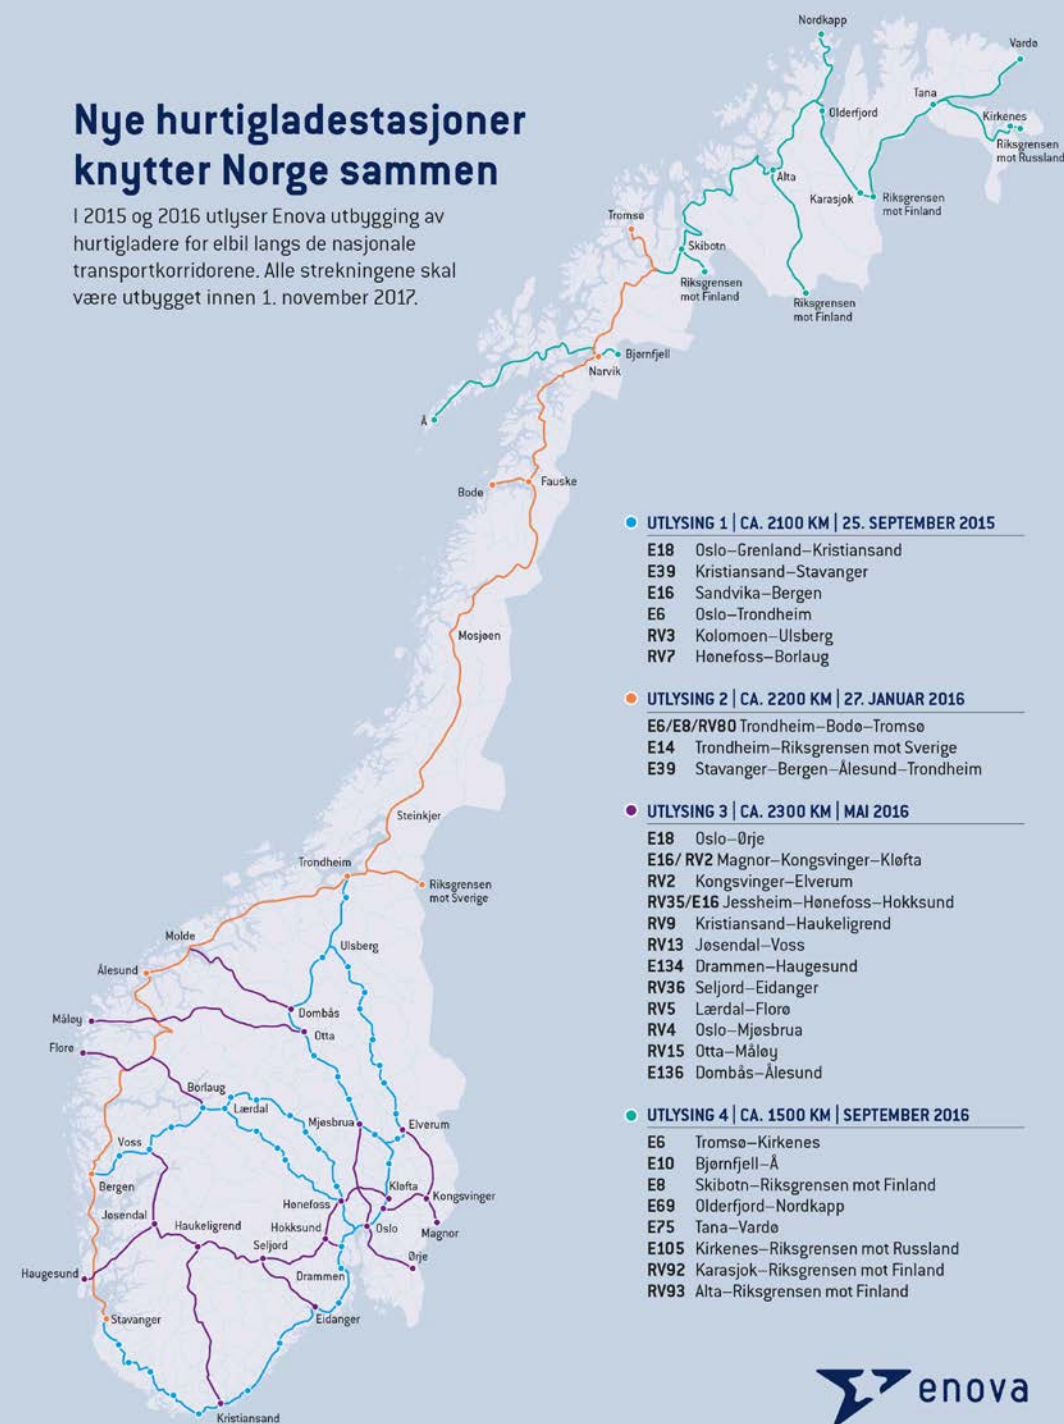 Nye hurtigladestasjoner
knytter Norge sammen
I 2015 og 2016 utlyser Enova utbygging av
hurtigladere for elbil langs de nasjonale
transportkorridorene. Alle strekningene skal
være utbygget innen 1. november 2017.
Nordkapp
Vardø
Tana
Olderfjord
Kirkenes
Riksgrensen
mot Russland
Alta
Karasjok
Riksgrensen
mot Finland
Tromsø
Skibotn
Riksgrensen
mot Finland
Riksgrensen
mot Finland
Bjørnfjell
Narvik
Å
Fauske
Bodø
Mosjøen
Steinkjer
Trondheim
Riksgrensen
mot Sverige
Molde
Ulsberg
Ålesund
Måløy
Dombås
Otta
Florø
Borlaug
Lærdal
Mjøsbrua
Elverum
Voss
Bergen
Kløfta
Kongsvinger
Hønefoss
Jøsendal
Haukeligrend
Hokksund
Oslo
Magnor
Seljord
Ørje
Haugesund
Drammen
Stavanger
Eidanger
Kristiansand
UTLYSING 1 | CA. 2100 KM | 25. SEPTEMBER 2015
E18 Oslo–Grenland–Kristiansand
E39 Kristiansand–Stavanger
E16 Sandvika–Bergen
E6 Oslo–Trondheim
RV3 Kolomoen–Ulsberg
RV7 Hønefoss–Borlaug
UTLYSING 2 | CA. 2200 KM | 27. JANUAR 2016
E6/E8/RV80 Trondheim–Bodø–Tromsø
E14 Trondheim–Riksgrensen mot Sverige
E39 Stavanger–Bergen–Ålesund–Trondheim
UTLYSING 3 | CA. 2300 KM | MAI 2016
E18 Oslo–Ørje
E16/ RV2 Magnor–Kongsvinger–Kløfta
RV2 Kongsvinger–Elverum
RV35/E16 Jessheim–Hønefoss–Hokksund
RV9 Kristiansand–Haukeligrend
RV13 Jøsendal–Voss
E134 Drammen–Haugesund
RV36 Seljord–Eidanger
RV5 Lærdal–Florø
RV4 Oslo–Mjøsbrua
RV15 Otta–Måløy
E136 Dombås–Ålesund
UTLYSING 4 | CA. 1500 KM | SEPTEMBER 2016
E6 Tromsø–Kirkenes
E10 Bjørnfjell–Å
E8 Skibotn–Riksgrensen mot Finland
E69 Olderfjord–Nordkapp
E75 Tana–Vardø
E105 Kirkenes–Riksgrensen mot Russland
RV92 Karasjok–Riksgrensen mot Finland
RV93 Alta–Riksgrensen mot Finland
enova